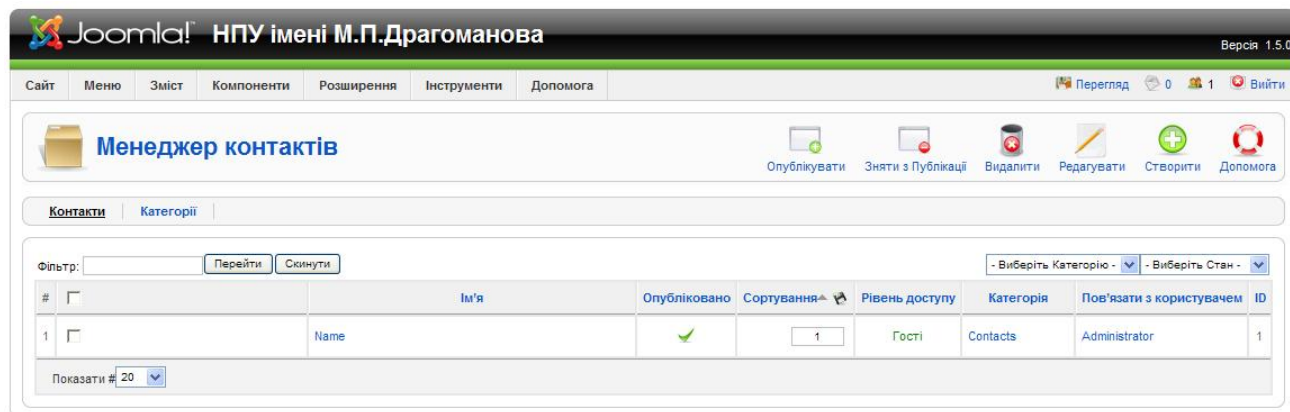 Joomla! НПУ імені М.П.Драгоманова
Версія 1.5.0
Сайт Меню Зміст Компоненти Розширення Інструменти Допомога Перегляд 0 1 Вийти
Менеджер контактів Опублікувати Зняти з Публікації Видалити Редагувати Створити Допомога
Контакти Категорії
Фільтр: Перейти Скинути - Виберіть Категорію - - Виберіть Стан -
# Ім'я Опубліковано Сортування Рівень доступу Категорія Пов'язати з користувачем ID
1 Name 1 Гості Contacts Administrator 1
Показати # 20